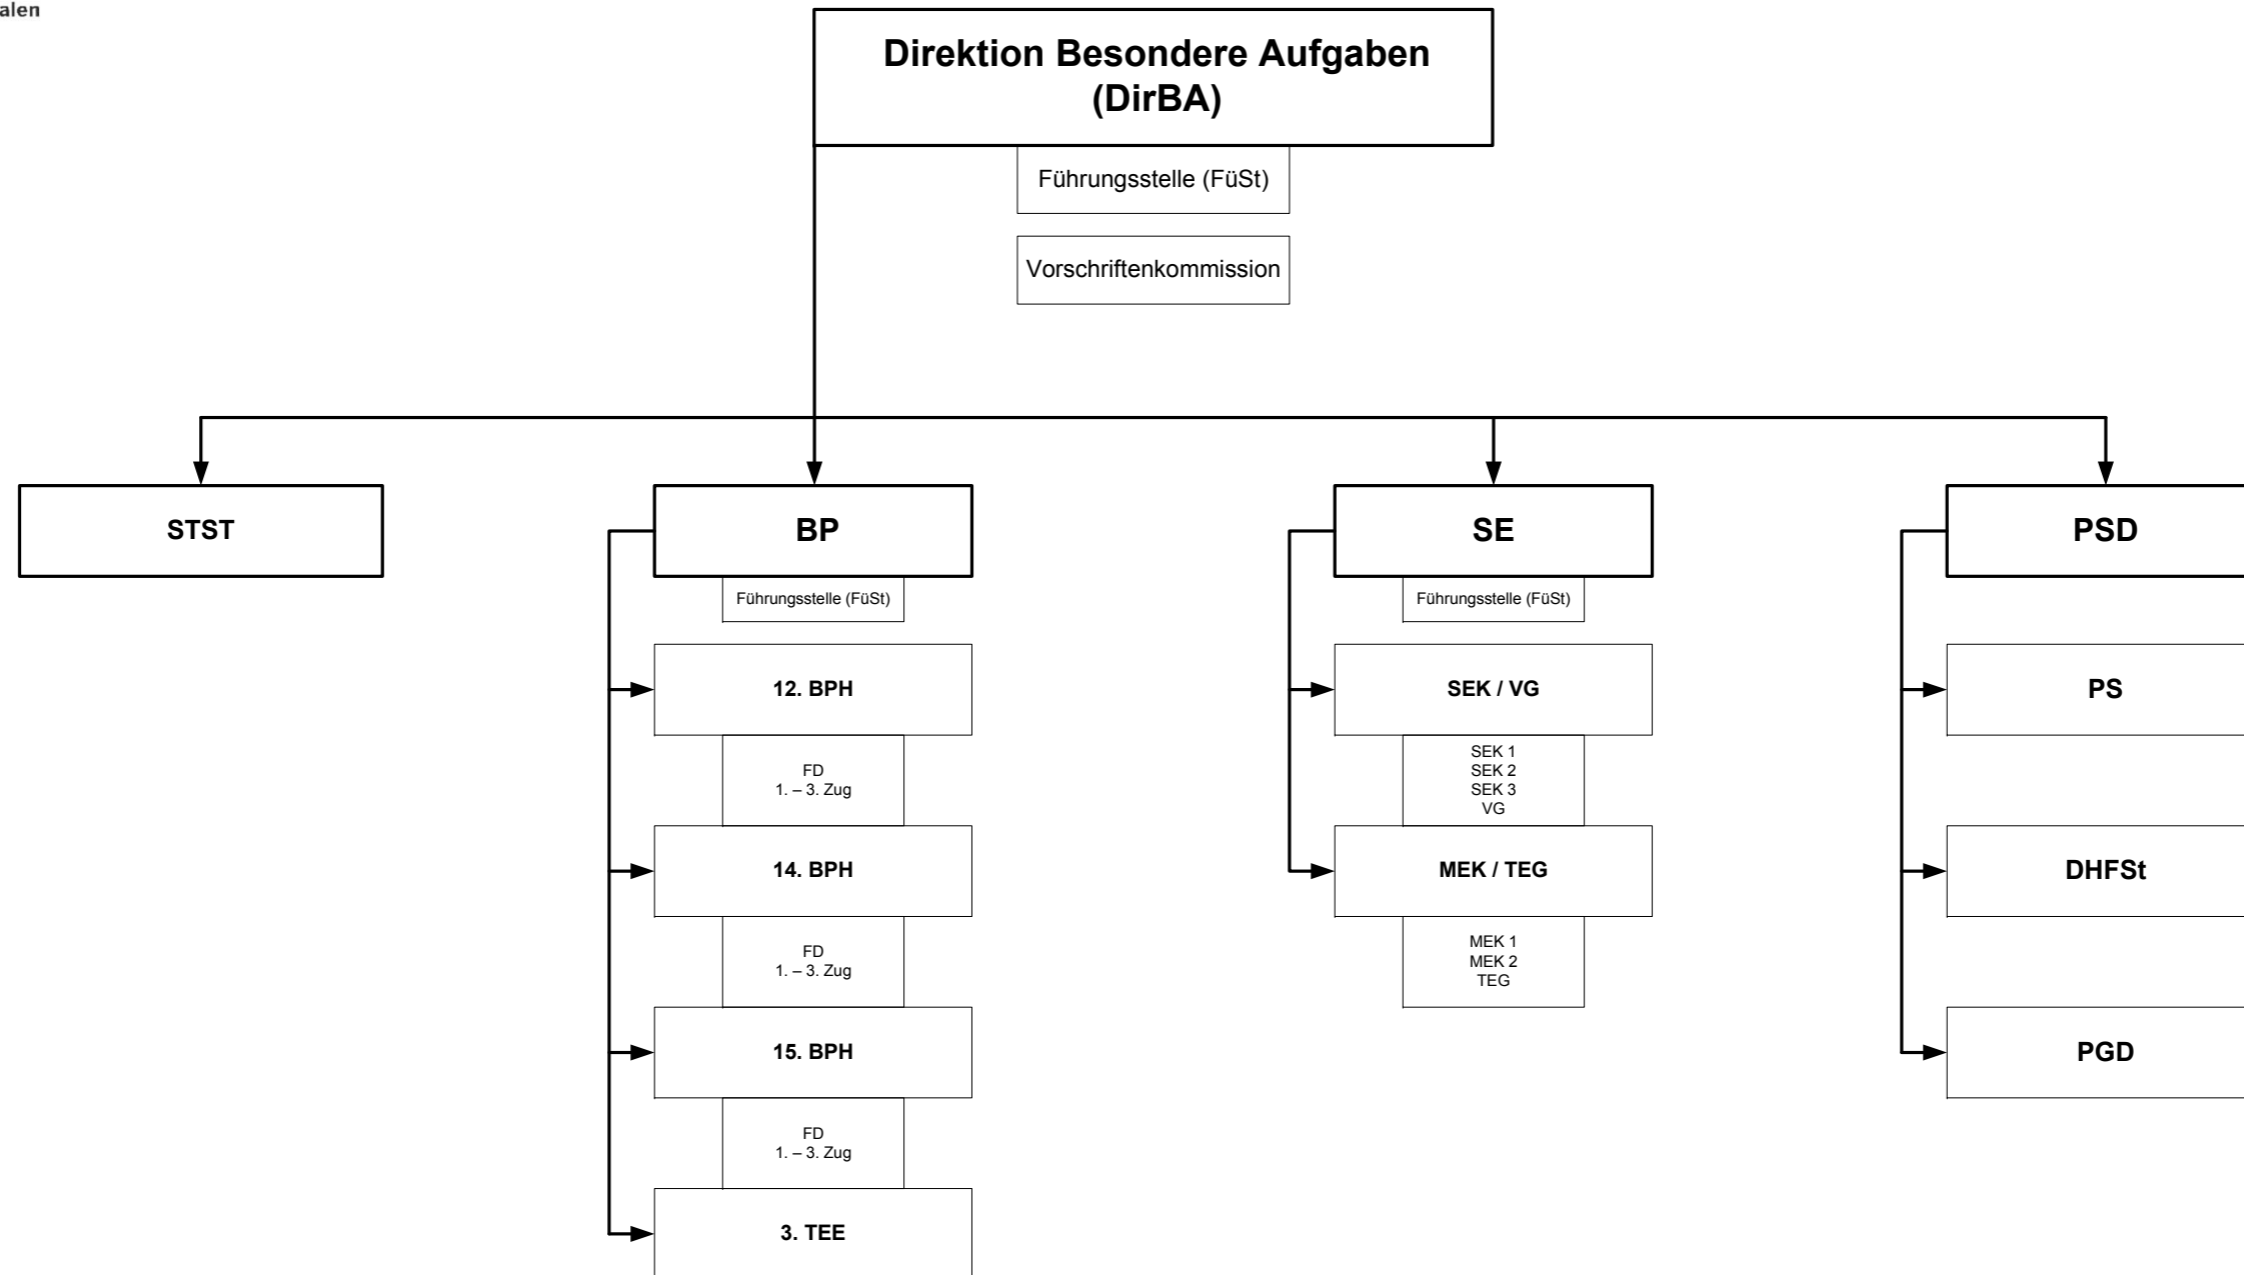 alen
Direktion Besondere Aufgaben
(DirBA)
Führungsstelle (FüSt)
Vorschriftenkommission
STST
BP
Führungsstelle (FüSt)
12. BPH
FD
1. – 3. Zug
14. BPH
FD
1. – 3. Zug
15. BPH
FD
1. – 3. Zug
3. TEE
SE
Führungsstelle (FüSt)
SEK / VG
SEK 1
SEK 2
SEK 3
VG
MEK / TEG
MEK 1
MEK 2
TEG
PSD
PS
DHFSt
PGD